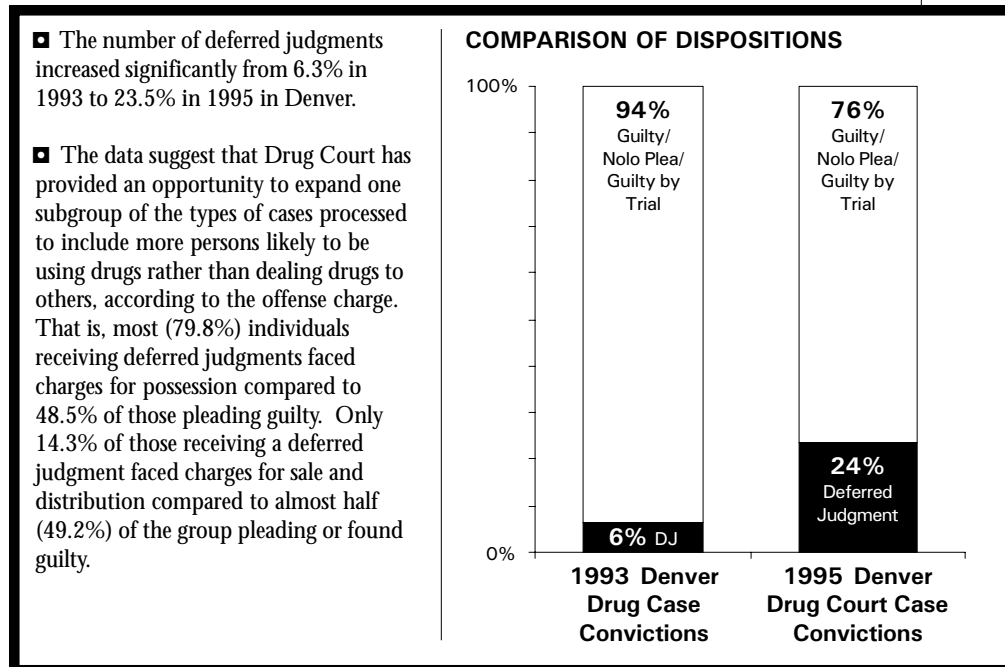 ◘ The number of deferred judgments
increased significantly from 6.3% in
1993 to 23.5% in 1995 in Denver.
◘ The data suggest that Drug Court has
provided an opportunity to expand one
subgroup of the types of cases processed
to include more persons likely to be
using drugs rather than dealing drugs to
others, according to the offense charge.
That is, most (79.8%) individuals
receiving deferred judgments faced
charges for possession compared to
48.5% of those pleading guilty. Only
14.3% of those receiving a deferred
judgment faced charges for sale and
distribution compared to almost half
(49.2%) of the group pleading or found
guilty.
COMPARISON OF DISPOSITIONS
100%
94%
Guilty/
Nolo Plea/
Guilty by
Trial
6% DJ
76%
Guilty/
Nolo Plea/
Guilty by
Trial
24%
Deferred
Judgment
0%
1993 Denver
Drug Case
Convictions
1995 Denver
Drug Court Case
Convictions